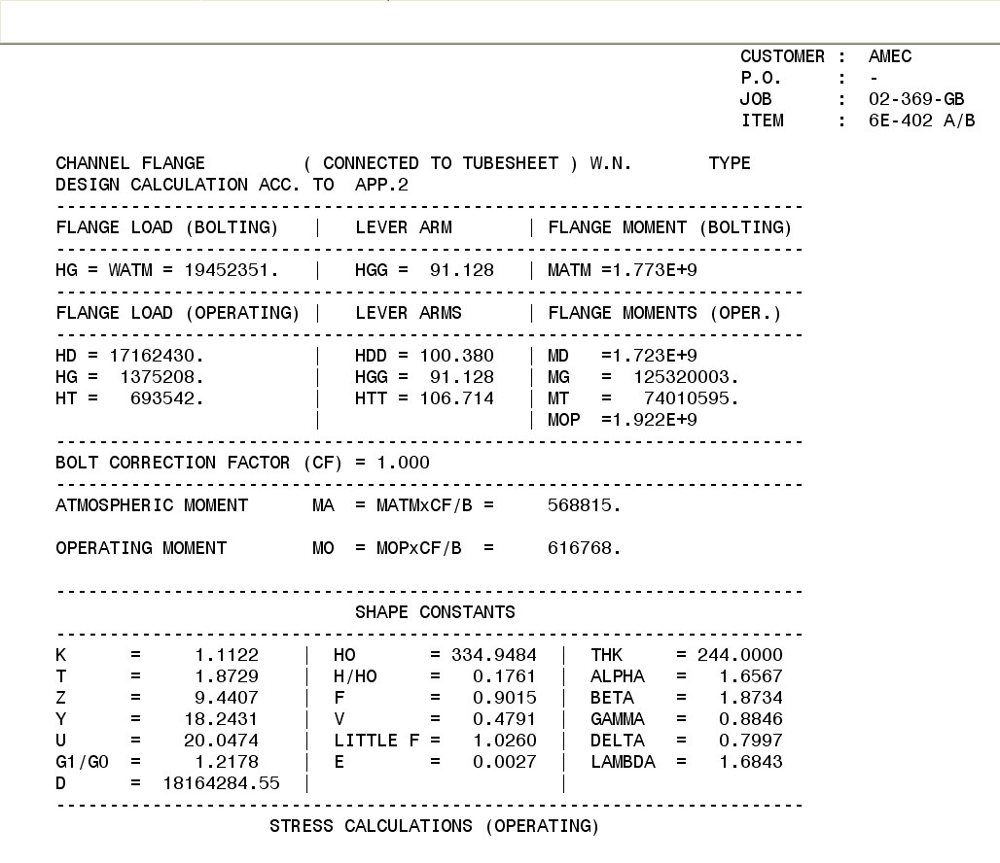 CUSTOMER : AMEC
P.O. : -
JOB : 02-369-GB
ITEM : 6E-402 A/B
CHANNEL FLANGE ( CONNECTED TO TUBESHEET ) W.N. TYPE
DESIGN CALCULATION ACC. TO APP.2
----------------------------------------------------------------------
FLANGE LOAD (BOLTING) | LEVER ARM | FLANGE MOMENT (BOLTING)
----------------------------------------------------------------------
HG = WATM = 19452351. | HGG = 91.128 | MATM =1.773E+9
----------------------------------------------------------------------
FLANGE LOAD (OPERATING) | LEVER ARMS | FLANGE MOMENTS (OPER.)
----------------------------------------------------------------------
HD = 17162430. | HDD = 100.380 | MD =1.723E+9
HG = 1375208. | HGG = 91.128 | MG = 125320003.
HT = 693542. | HTT = 106.714 | MT = 74010595.
| | MOP =1.922E+9
----------------------------------------------------------------------
BOLT CORRECTION FACTOR (CF) = 1.000
----------------------------------------------------------------------
ATMOSPHERIC MOMENT MA = MATMxCF/B = 568815.
OPERATING MOMENT MO = MOPxCF/B = 616768.
----------------------------------------------------------------------
SHAPE CONSTANTS
----------------------------------------------------------------------
K = 1.1122 | HO = 334.9484 | THK = 244.0000
T = 1.8729 | H/HO = 0.1761 | ALPHA = 1.6567
Z = 9.4407 | F = 0.9015 | BETA = 1.8734
Y = 18.2431 | V = 0.4791 | GAMMA = 0.8846
U = 20.0474 | LITTLE F = 1.0260 | DELTA = 0.7997
G1/G0 = 1.2178 | E = 0.0027 | LAMBDA = 1.6843
D = 18164284.55 | |
----------------------------------------------------------------------
STRESS CALCULATIONS (OPERATING)